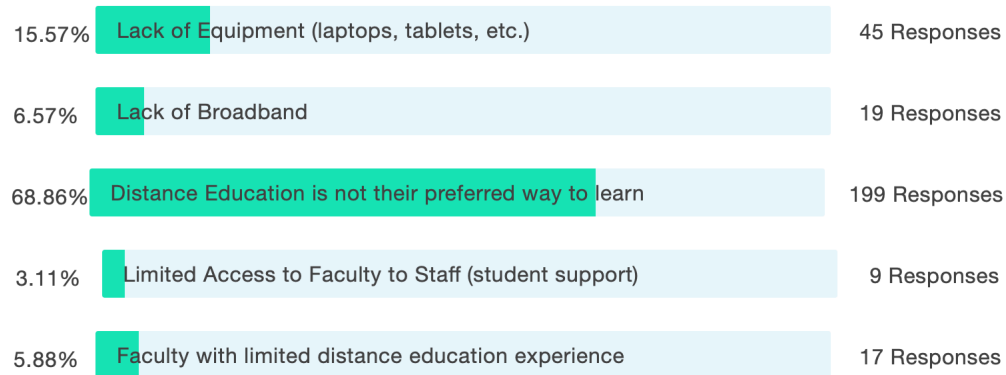 15.57% Lack of Equipment (laptops, tablets, etc.) 45 Responses
6.57% Lack of Broadband 19 Responses
68.86% Distance Education is not their preferred way to learn 199 Responses
3.11% Limited Access to Faculty to Staff (student support) 9 Responses
5.88% Faculty with limited distance education experience 17 Responses